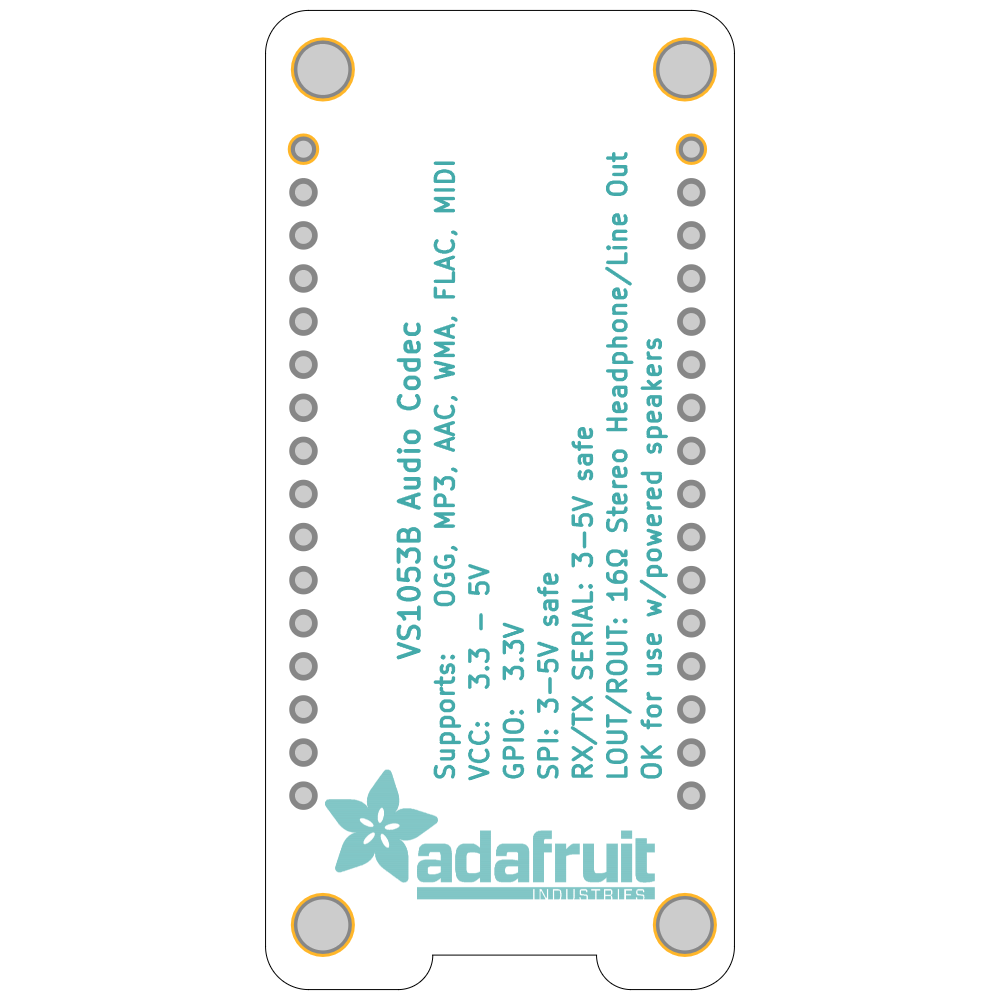 VS1053B Audio Codec
Supports: OGG, MP3, AAC, WMA, FLAC, MIDI
VCC: 3.3 - 5V
GPIO: 3.3V
SPI: 3-5V safe
RX/TX SERIAL: 3-5V safe
LOUT/ROUT: 16Ω Stereo Headphone/Line Out
OK for use w/powered speakers
adafruit
INDUSTRIES